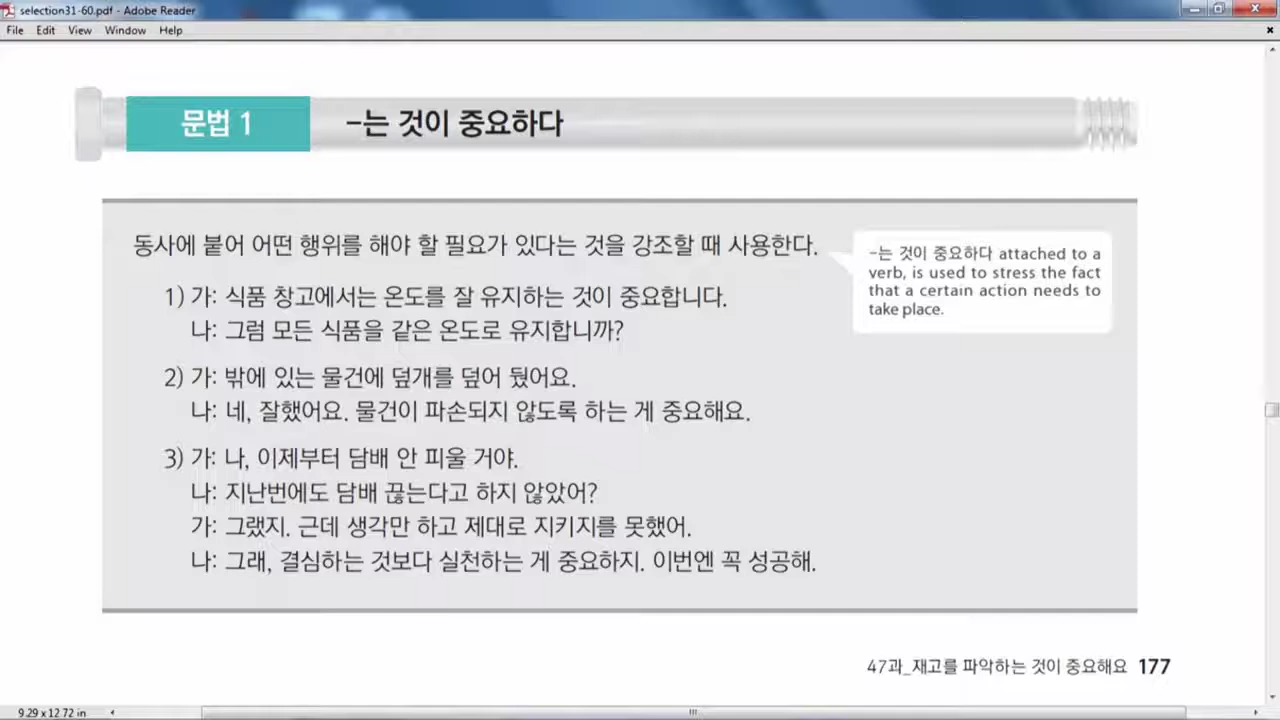 selection31-60.pdf - Adobe Reader
File Edit View Window Help
문법 1
-는 것이 중요하다
동사에 붙어 어떤 행위를 해야 할 필요가 있다는 것을 강조할 때 사용한다.
-는 것이 중요하다 attached to a
verb, is used to stress the fact
that a certain action needs to
take place.
1) 가: 식품 창고에서는 온도를 잘 유지하는 것이 중요합니다.
나: 그럼 모든 식품을 같은 온도로 유지합니까?
2) 가: 밖에 있는 물건에 덮개를 덮어 뒀어요.
나: 네, 잘했어요. 물건이 파손되지 않도록 하는 게 중요해요.
3) 가: 나, 이제부터 담배 안 피울 거야.
나: 지난번에도 담배 끊는다고 하지 않았어?
가: 그랬지. 근데 생각만 하고 제대로 지키지를 못했어.
나: 그래, 결심하는 것보다 실천하는 게 중요하지. 이번엔 꼭 성공해.
47과_재고를 파악하는 것이 중요해요 177
9.29 x 12.72 in